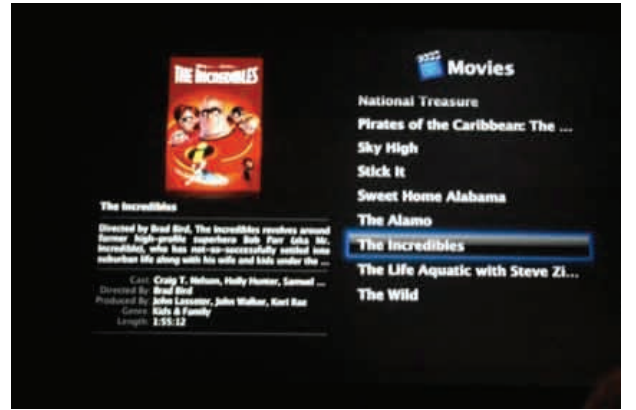 THE INCREDIBLES
The Incredibles
Directed by Brad Bird, The Incredibles revolves around
former high-profile superhero Bob Parr (aka Mr.
Incredible), who has not-so-successfully settled into
suburban life along with his wife and kids under the ...
Cast Craig T. Nelson, Holly Hunter, Samuel ...
Directed By Brad Bird
Produced By John Lasseter, John Walker, Kori Rae
Genre Kids & Family
Length 1:55:12
Movies
National Treasure
Pirates of the Caribbean: The ...
Sky High
Stick It
Sweet Home Alabama
The Alamo
The Incredibles
The Life Aquatic with Steve Zi...
The Wild